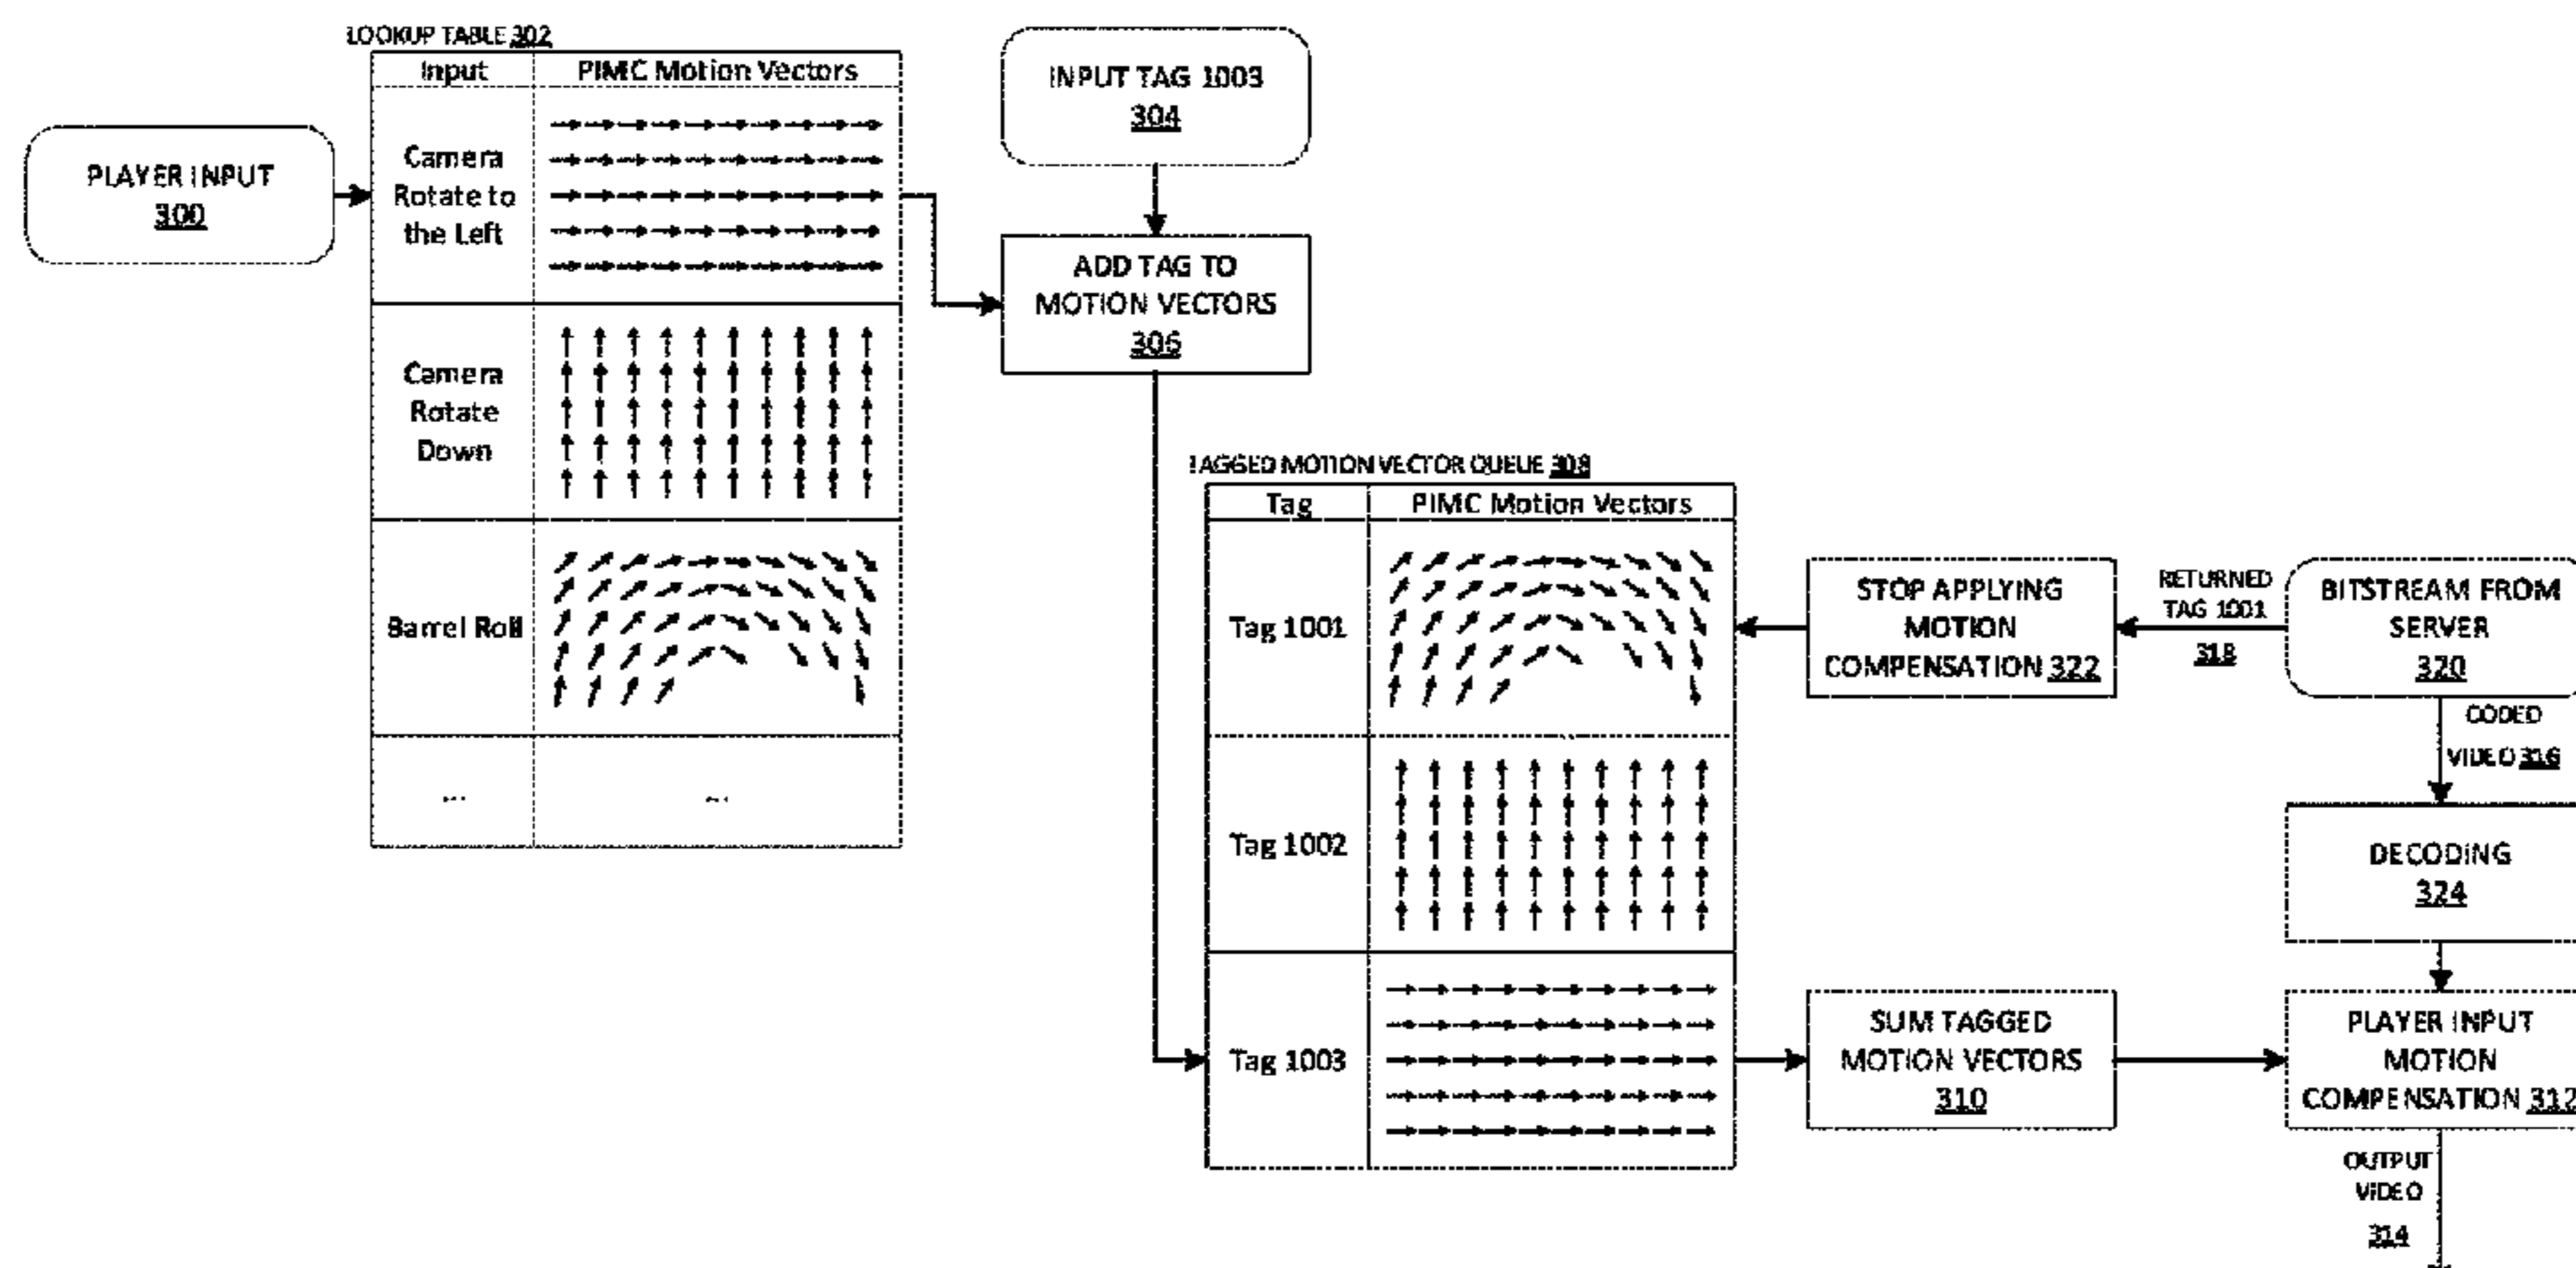 LOOKUP TABLE 302
Input PIMC Motion Vectors
Camera
Rotate to
the Left
Camera
Rotate
Down
Barrel Roll
... ...
PLAYER INPUT
300
INPUT TAG 1003
304
ADD TAG TO
MOTION VECTORS
306
TAGGED MOTION VECTOR QUEUE 308
Tag PIMC Motion Vectors
Tag 1001
Tag 1002
Tag 1003
STOP APPLYING
MOTION
COMPENSATION 322
RETURNED
TAG 1001
318
BITSTREAM FROM
SERVER
320
CODED
VIDEO 316
DECODING
324
SUM TAGGED
MOTION VECTORS
310
PLAYER INPUT
MOTION
COMPENSATION 312
OUTPUT
VIDEO
314